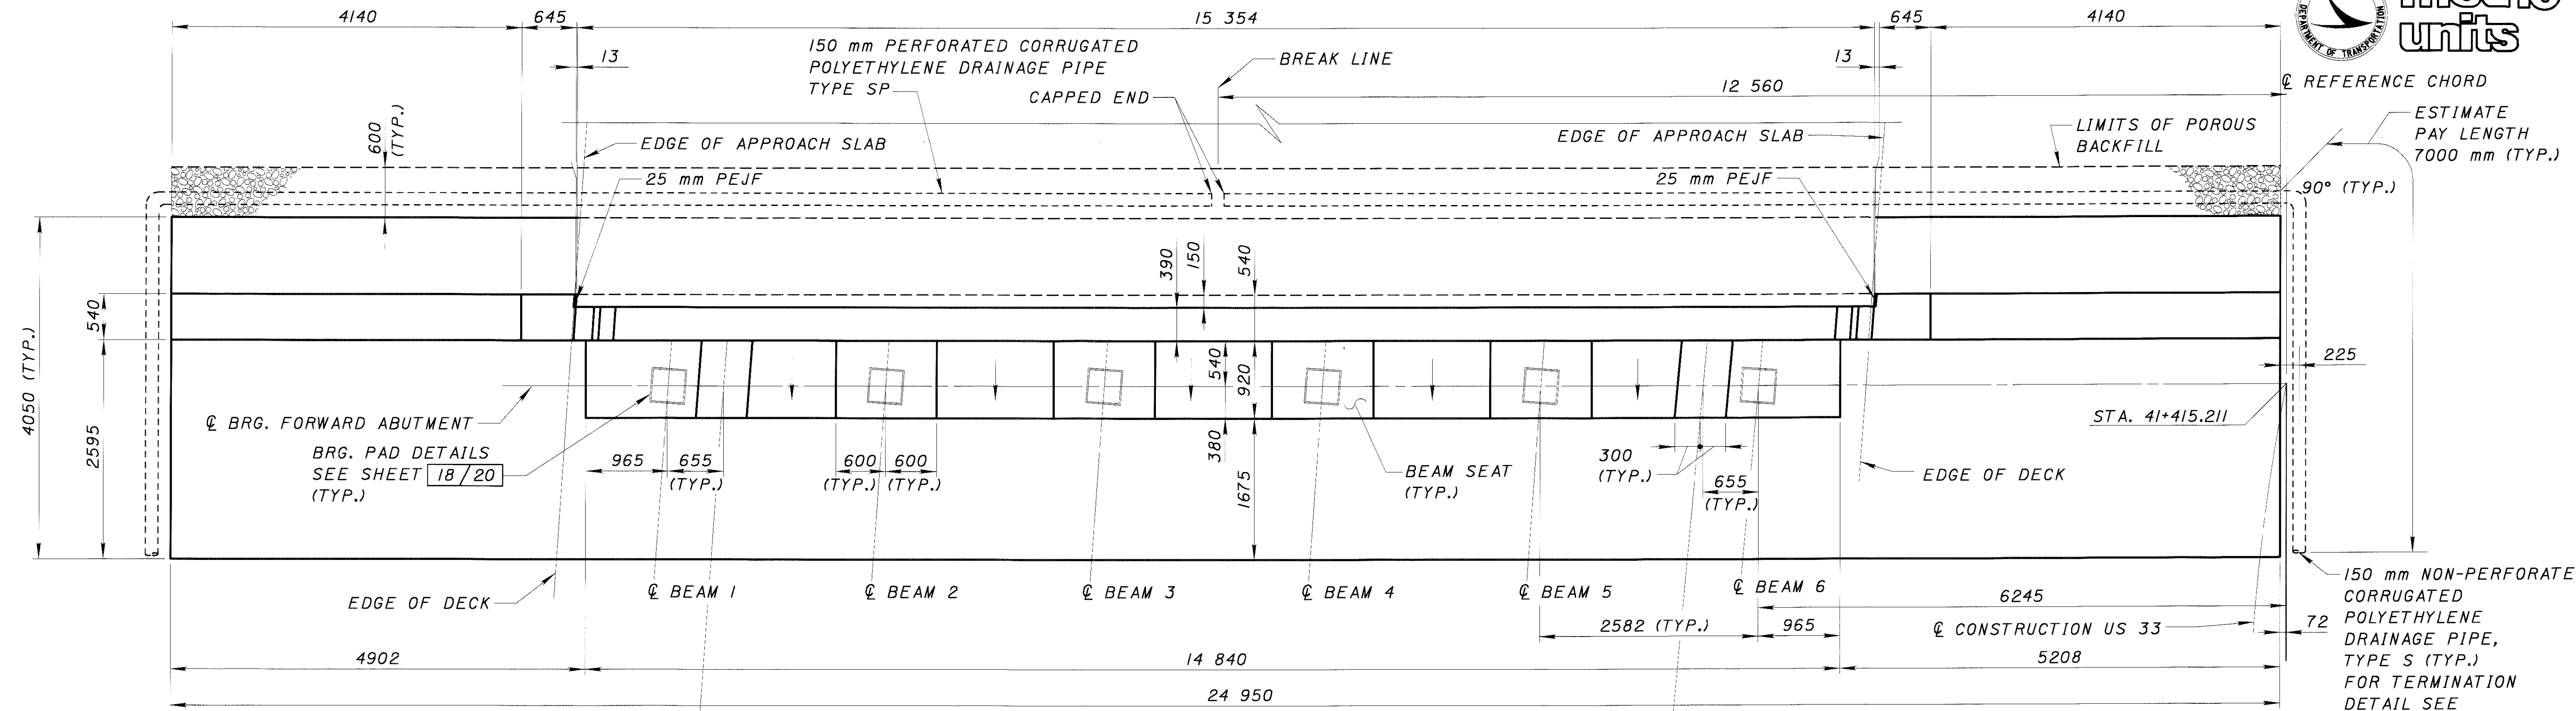 4140
645
15 354
645
4140
DEPARTMENT OF TRANSPORTATION
units
13
150 mm PERFORATED CORRUGATED
POLYETHYLENE DRAINAGE PIPE
TYPE SP
BREAK LINE
13
CAPPED END
12 560
℄ REFERENCE CHORD
600
(TYP.)
EDGE OF APPROACH SLAB
EDGE OF APPROACH SLAB
LIMITS OF POROUS
BACKFILL
ESTIMATE
PAY LENGTH
7000 mm (TYP.)
25 mm PEJF
25 mm PEJF
90° (TYP.)
390
150
540
540
4050 (TYP.)
2595
540
920
380
1675
225
STA. 41+415.211
℄ BRG. FORWARD ABUTMENT
BRG. PAD DETAILS
SEE SHEET 18/20
(TYP.)
965
655
(TYP.)
600
(TYP.)
600
(TYP.)
BEAM SEAT
(TYP.)
300
(TYP.)
655
(TYP.)
EDGE OF DECK
EDGE OF DECK
℄ BEAM 1
℄ BEAM 2
℄ BEAM 3
℄ BEAM 4
℄ BEAM 5
℄ BEAM 6
6245
2582 (TYP.)
965
℄ CONSTRUCTION US 33
72
150 mm NON-PERFORATE
CORRUGATED
POLYETHYLENE
DRAINAGE PIPE,
TYPE S (TYP.)
FOR TERMINATION
DETAIL SEE
4902
14 840
5208
24 950